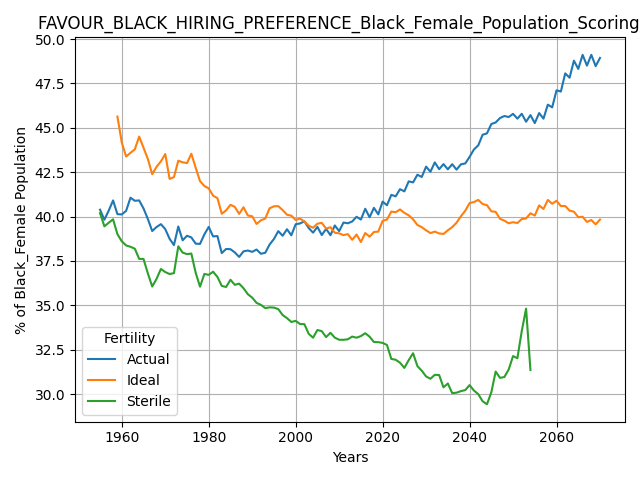 FAVOUR_BLACK_HIRING_PREFERENCE_Black_Female_Population_Scoring
% of Black_Female Population
50.0
47.5
45.0
42.5
40.0
37.5
35.0
32.5
30.0
Fertility
Actual
Ideal
Sterile
1960
1980
2000
2020
2040
2060
Years